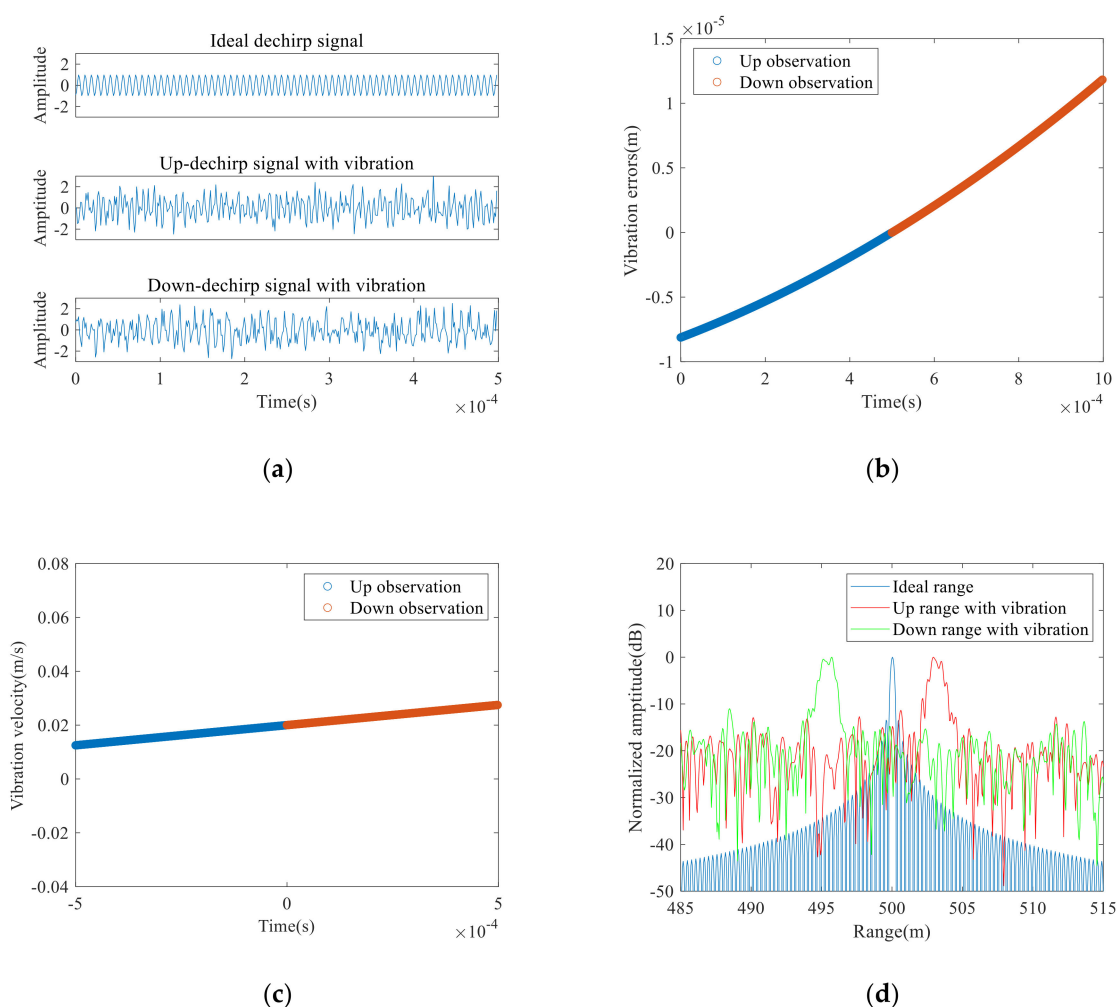 Ideal dechirp signal
Amplitude
2
0
-2
Up-dechirp signal with vibration
Amptitude
2
0
-2
Down-dechirp signal with vibration
Amplitude
2
0
-2
0 1 2 3 4 5
Time(s)
×10-4
(a)
×10-5
1.5
1
0.5
0
-0.5
-1
Vibration errors(m)
Up observation
Down observation
0 2 4 6 8 10
Time(s)
×10-4
(b)
0.08
0.06
0.04
0.02
0
-0.02
-0.04
Vibration velocity(m/s)
Up observation
Down observation
-5 0 5
Time(s)
×10-4
(c)
20
10
0
-10
-20
-30
-40
-50
Normalized amptitude(dB)
Ideal range
Up range with vibration
Down range with vibration
485 490 495 500 505 510 515
Range(m)
(d)